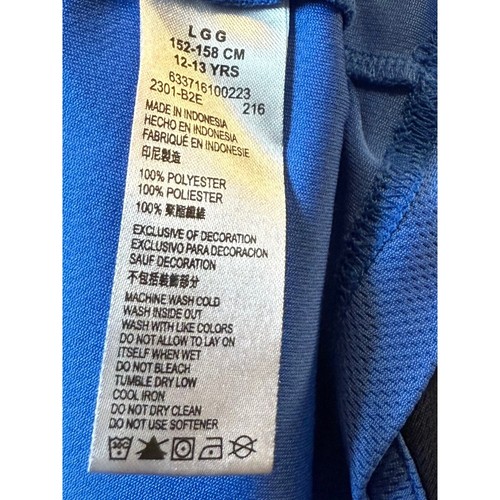 L G G
152-158 CM
12-13 YRS
633716100223
2301-B2E 216
MADE IN INDONESIA
HECHO EN INDONESIA
FABRIQUÉ EN INDONESIE
印尼製造
100% POLYESTER
100% POLIESTER
100% 聚酯纖維
EXCLUSIVE OF DECORATION
EXCLUSIVO PARA DECORACION
SAUF DECORATION
不包括裝飾部分
MACHINE WASH COLD
WASH INSIDE OUT
WASH WITH LIKE COLORS
DO NOT ALLOW TO LAY ON
ITSELF WHEN WET
DO NOT BLEACH
TUMBLE DRY LOW
COOL IRON
DO NOT DRY CLEAN
DO NOT USE SOFTENER